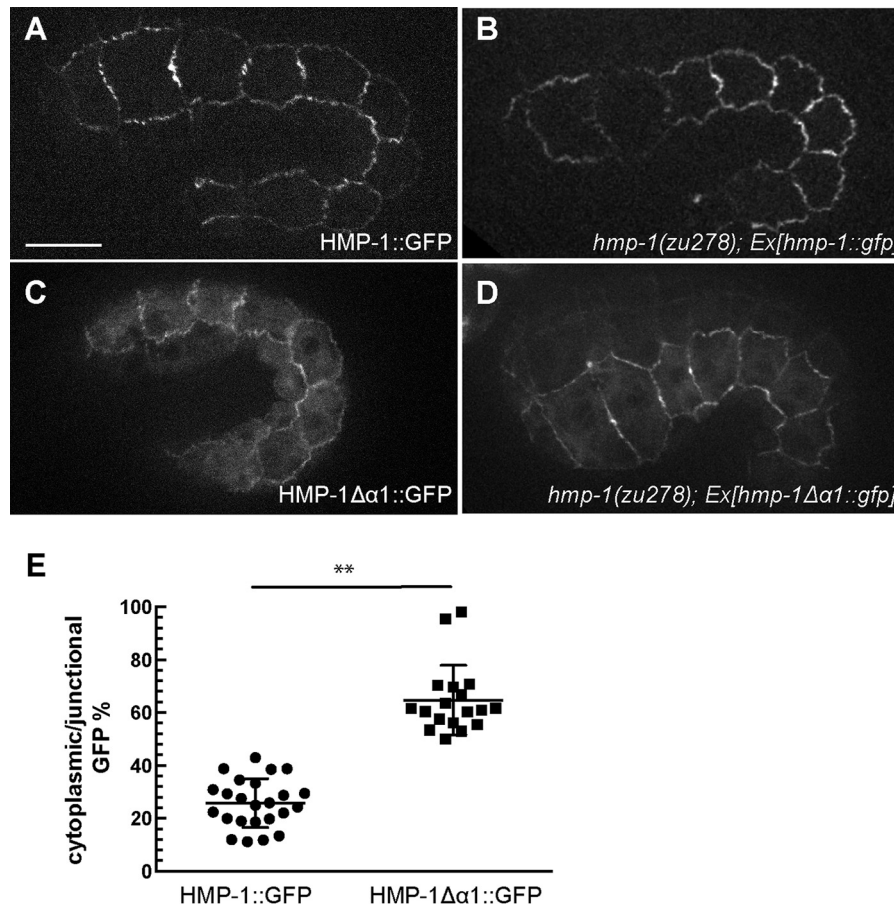 A
HMP-1::GFP
B
hmp-1(zu278); Ex[hmp-1::gfp]
C
HMP-1Δα1::GFP
D
hmp-1(zu278); Ex[hmp-1Δα1::gfp]
E
**
cytoplasmic/junctional
GFP %
100
80
60
40
20
0
HMP-1::GFP
HMP-1Δα1::GFP